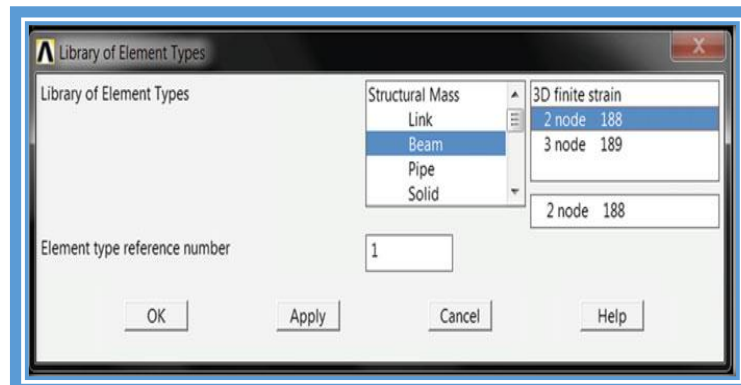 Library of Element Types
Library of Element Types
Structural Mass
Link
Beam
Pipe
Solid
3D finite strain
2 node 188
3 node 189
2 node 188
Element type reference number
1
OK
Apply
Cancel
Help